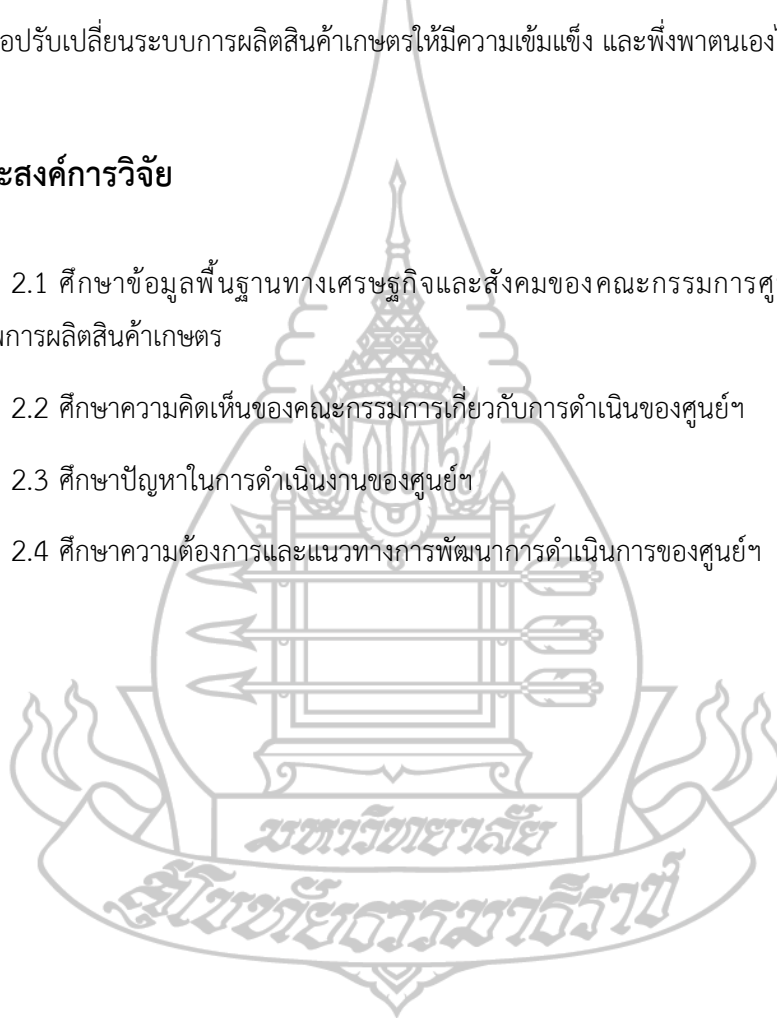 อปรับเปลี่ยนระบบการผลิตสินค้าเกษตรให้มีความเข้มแข็ง และพึ่งพาตนเอง
ะสงค์การวิจัย
2.1 ศึกษาข้อมูลพื้นฐานทางเศรษฐกิจและสังคมของคณะกรรมการศู
การผลิตสินค้าเกษตร
2.2 ศึกษาความคิดเห็นของคณะกรรมการเกี่ยวกับการดำเนินของศูนย์ฯ
2.3 ศึกษาปัญหาในการดำเนินงานของศูนย์ฯ
2.4 ศึกษาความต้องการและแนวทางการพัฒนาการดำเนินการของศูนย์ฯ
มหาวิทยาลัย
สุโขทัยธรรมาธิราช